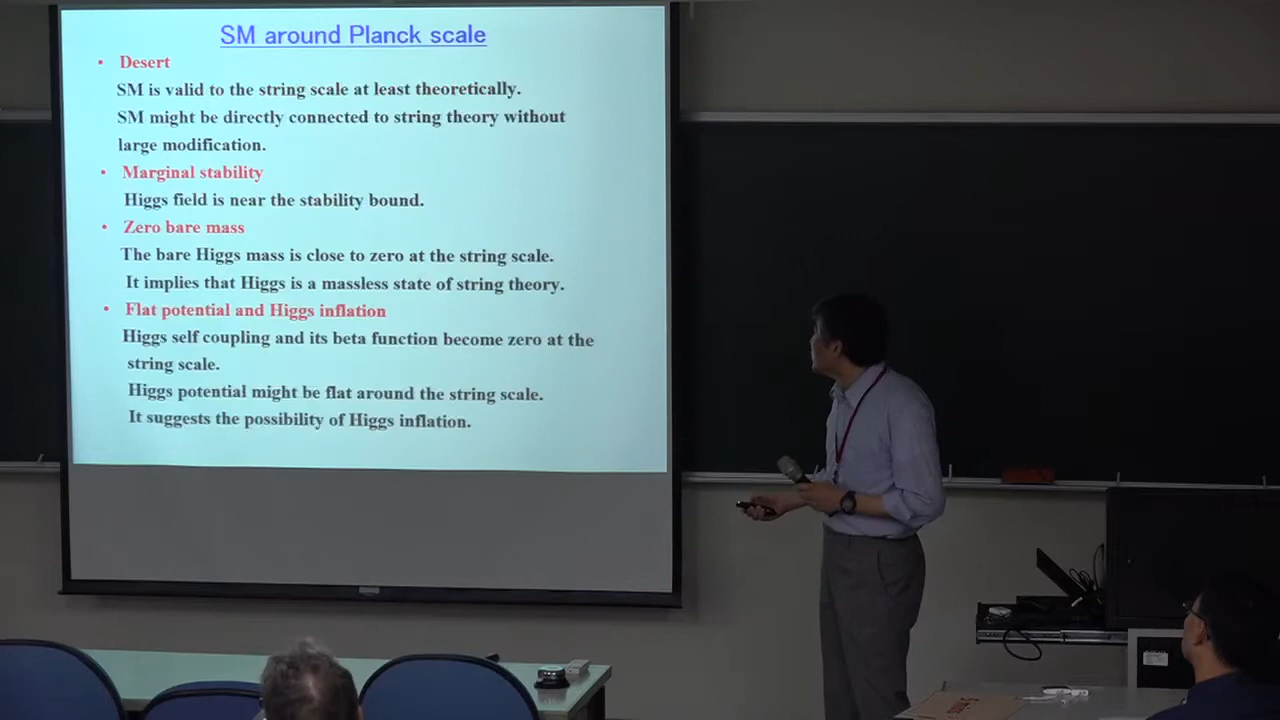 SM around Planck scale
• Desert
SM is valid to the string scale at least theoretically.
SM might be directly connected to string theory without
large modification.
• Marginal stability
Higgs field is near the stability bound.
• Zero bare mass
The bare Higgs mass is close to zero at the string scale.
It implies that Higgs is a massless state of string theory.
• Flat potential and Higgs inflation
Higgs self coupling and its beta function become zero at the
string scale.
Higgs potential might be flat around the string scale.
It suggests the possibility of Higgs inflation.